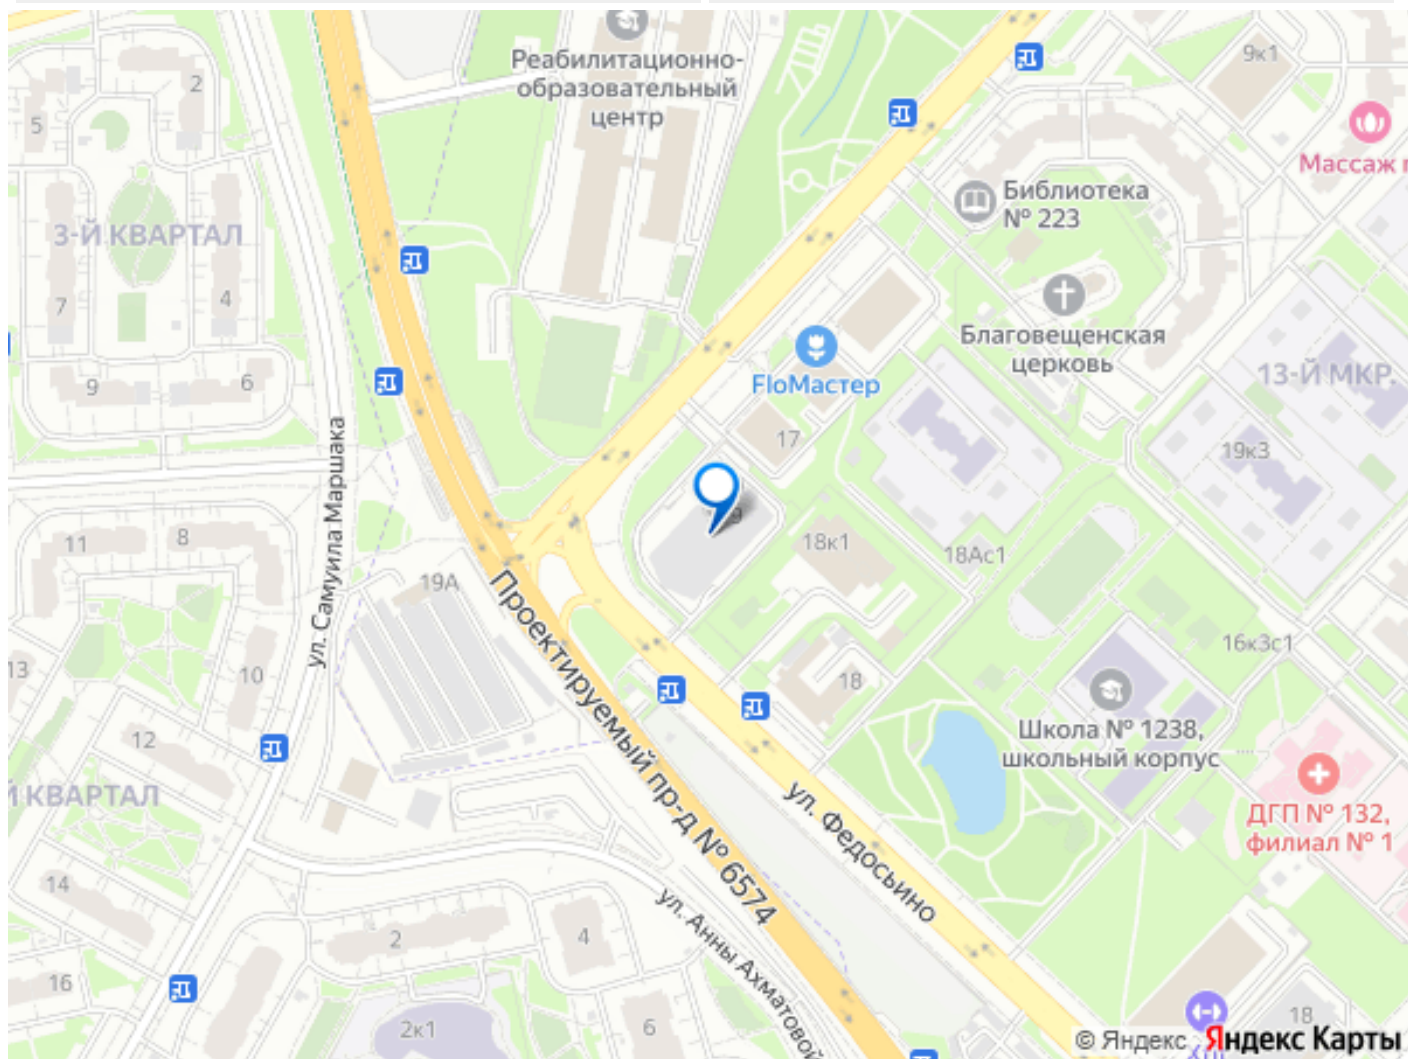 Реабилитационно-
образовательный
центр
9к1
2
5
Массаж
Библиотека
№ 223
3-Й КВАРТАЛ
7
4
Благовещенская
церковь
FloМастер
13-Й МКР.
9
6
17
19к3
ул. Самуила Маршака
9
11
8
18к1
18Ас1
19А
Проектируемый пр-д № 6574
16к3с1
13
10
18
Школа № 1238,
школьный корпус
12
КВАРТАЛ
ул. Федосьино
ДГП № 132,
филиал № 1
14
ул. Анны Ахматовой
2
4
16
18
2к1
6
© Яндекс Яндекс Карты